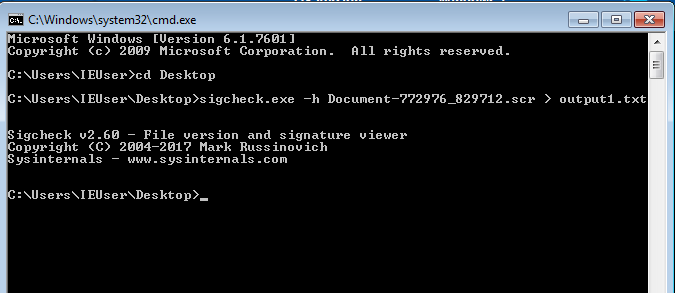 C:\Windows\system32\cmd.exe
Microsoft Windows [Version 6.1.7601]
Copyright (c) 2009 Microsoft Corporation.  All rights reserved.
C:\Users\IEUser>cd Desktop
C:\Users\IEUser\Desktop>sigcheck.exe -h Document-772976_829712.scr > output1.txt
Sigcheck v2.60 - File version and signature viewer
Copyright (C) 2004-2017 Mark Russinovich
Sysinternals - www.sysinternals.com
C:\Users\IEUser\Desktop>_